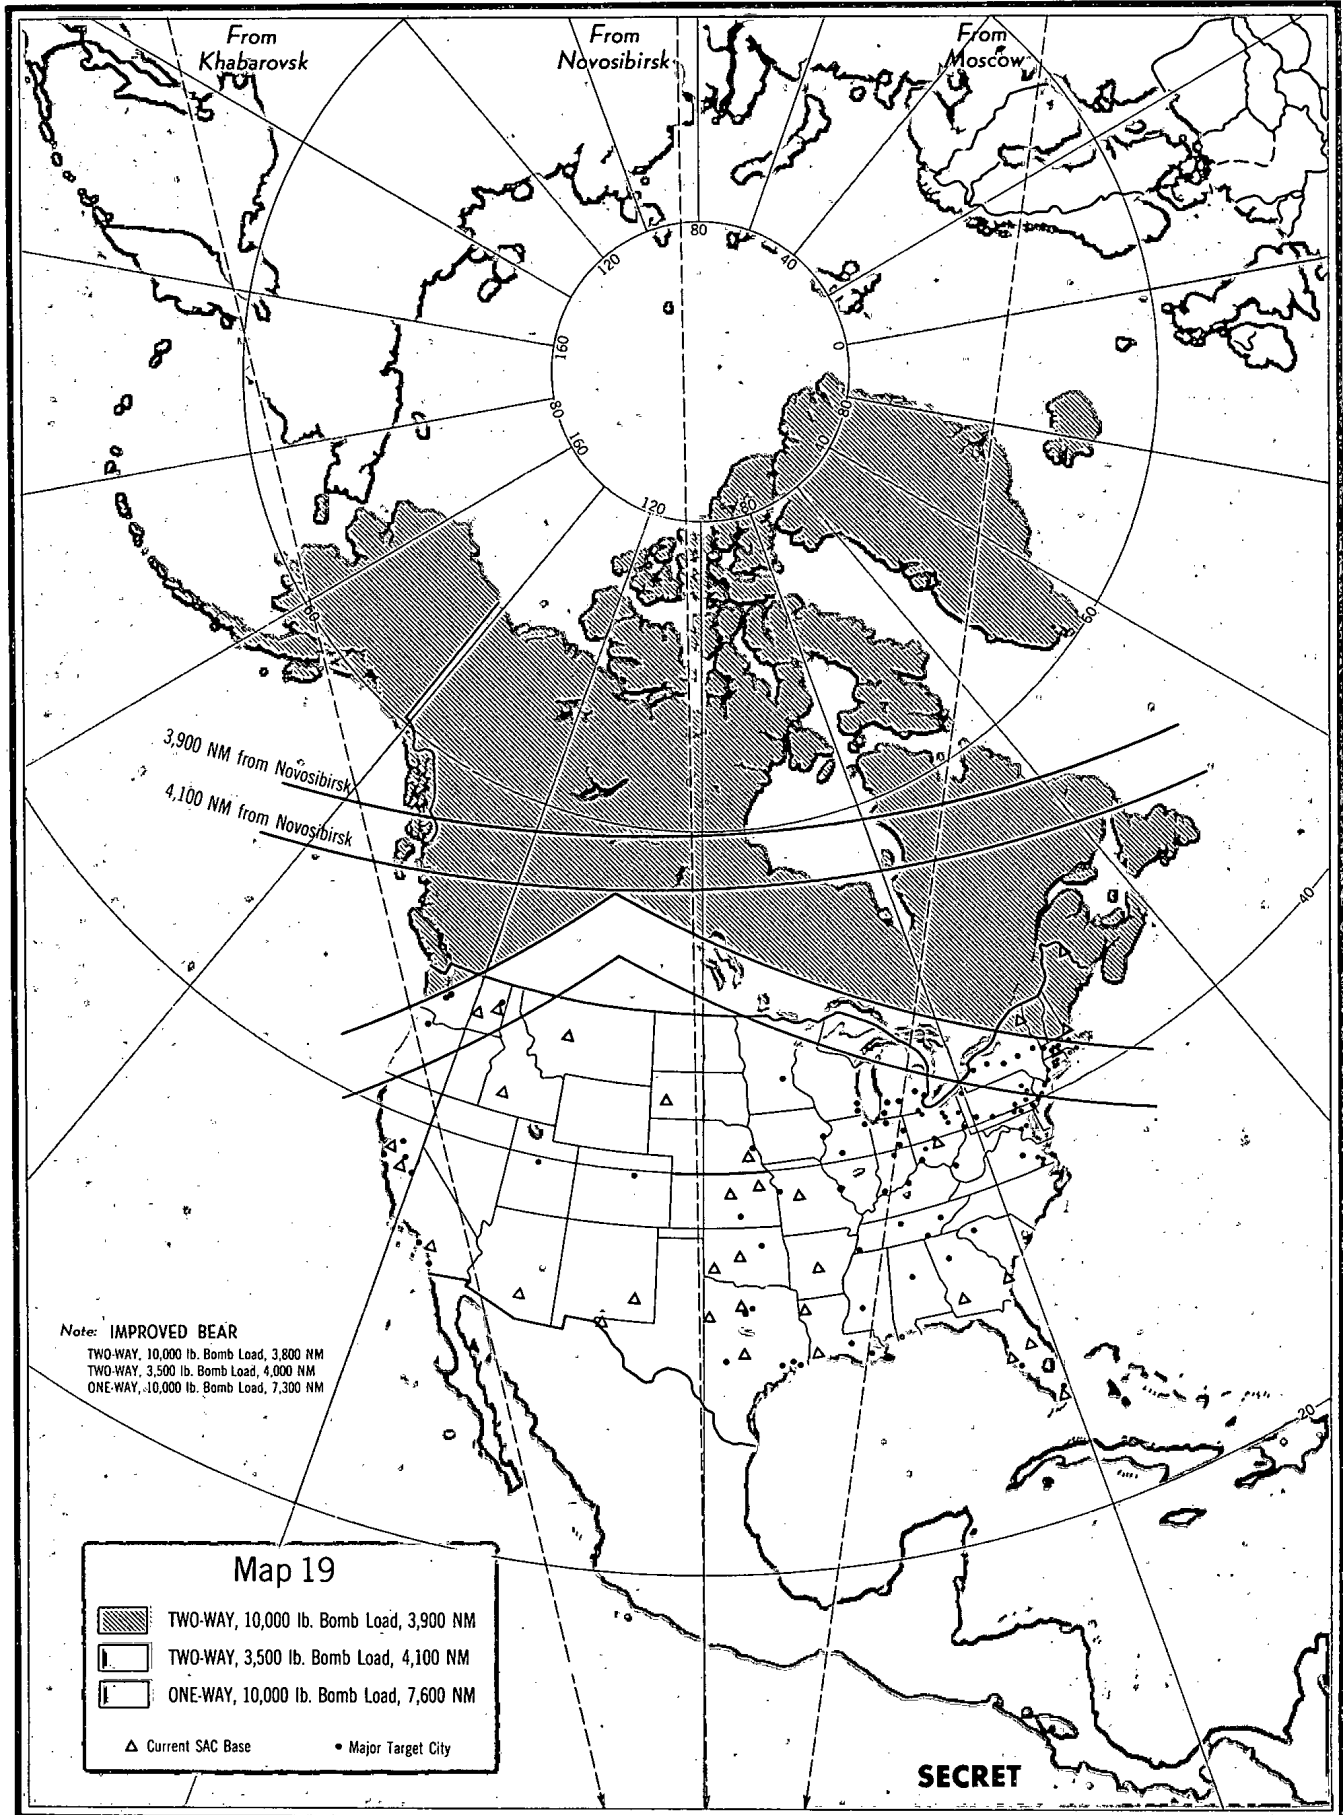 From
Khabarovsk
From
Novosibirsk
From
Moscow
80
120
40
160
0
80
80
160
40
120
80
60
60
3,900 NM from Novosibirsk
4,100 NM from Novosibirsk
40
Note: IMPROVED BEAR
TWO-WAY, 10,000 lb. Bomb Load, 3,800 NM
TWO-WAY, 3,500 lb. Bomb Load, 4,000 NM
ONE-WAY, 10,000 lb. Bomb Load, 7,300 NM
20
Map 19
TWO-WAY, 10,000 lb. Bomb Load, 3,900 NM
TWO-WAY, 3,500 lb. Bomb Load, 4,100 NM
ONE-WAY, 10,000 lb. Bomb Load, 7,600 NM
Current SAC Base
Major Target City
SECRET